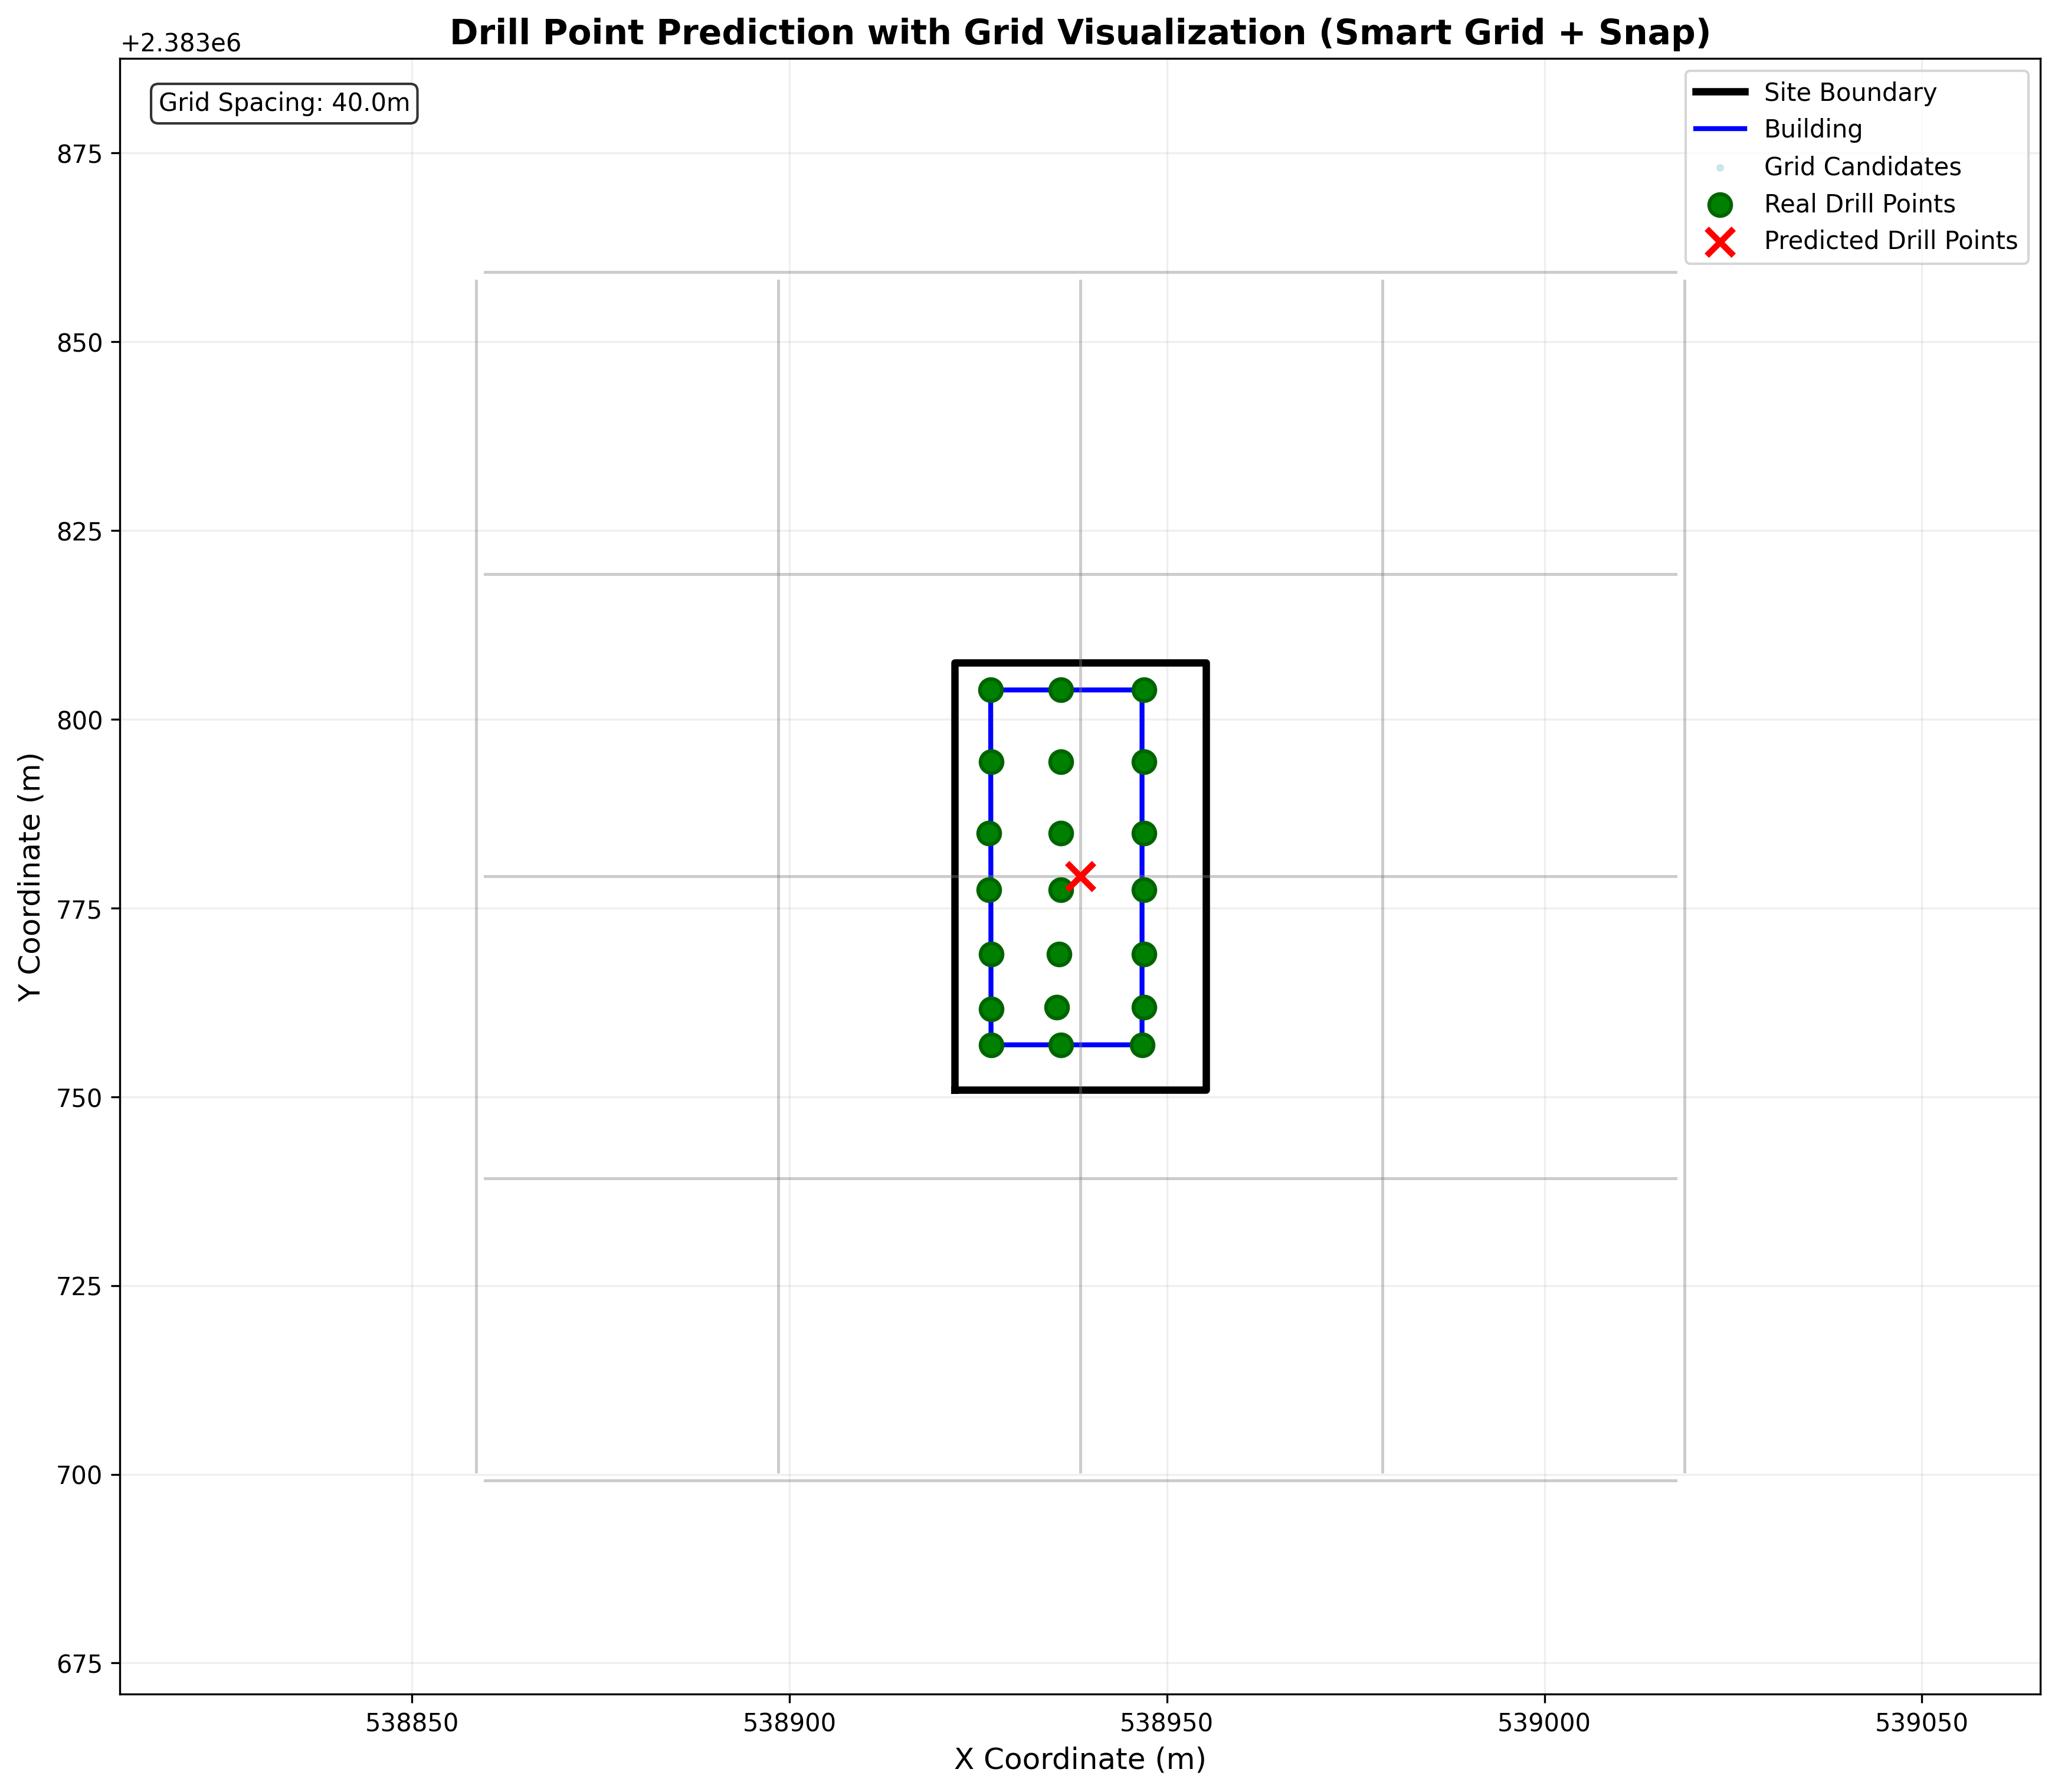 Drill Point Prediction with Grid Visualization (Smart Grid + Snap)
+2.383e6
Grid Spacing: 40.0m
Site Boundary
Building
Grid Candidates
Real Drill Points
Predicted Drill Points
875
850
825
800
775
750
725
700
675
Y Coordinate (m)
538850
538900
538950
539000
539050
X Coordinate (m)